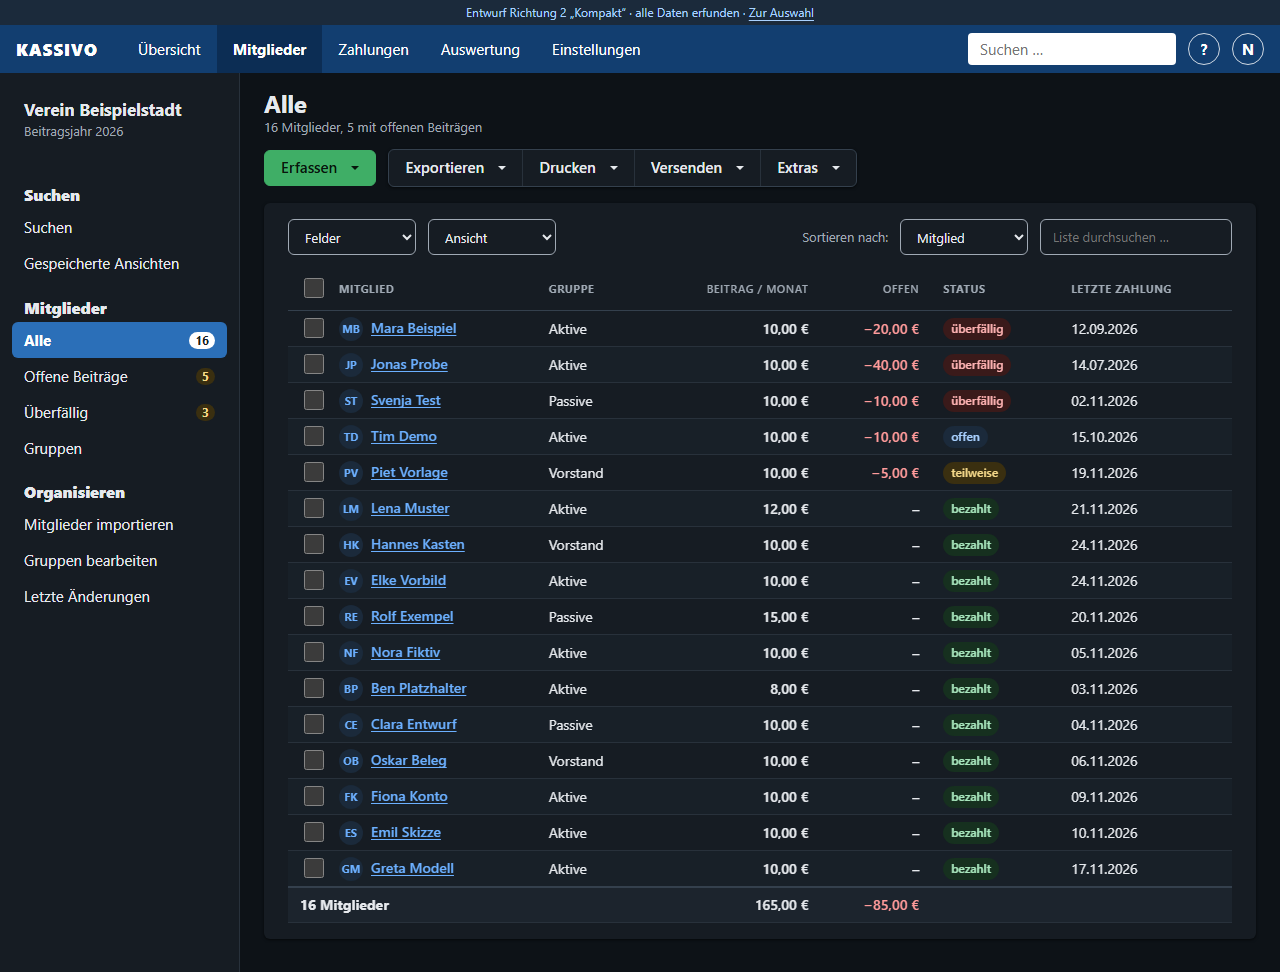 Entwurf Richtung 2 „Kompakt“ · alle Daten erfunden · Zur Auswahl
KASSIVO Übersicht Mitglieder Zahlungen Auswertung Einstellungen Suchen … ? N
Verein Beispielstadt
Beitragsjahr 2026
Suchen
Suchen
Gespeicherte Ansichten
Mitglieder
Alle 16
Offene Beiträge 5
Überfällig 3
Gruppen
Organisieren
Mitglieder importieren
Gruppen bearbeiten
Letzte Änderungen
Alle
16 Mitglieder, 5 mit offenen Beiträgen
Erfassen Exportieren Drucken Versenden Extras
Felder Ansicht Sortieren nach: Mitglied Liste durchsuchen …
MITGLIED GRUPPE BEITRAG / MONAT OFFEN STATUS LETZTE ZAHLUNG
MB Mara Beispiel Aktive 10,00 € −20,00 € überfällig 12.09.2026
JP Jonas Probe Aktive 10,00 € −40,00 € überfällig 14.07.2026
ST Svenja Test Passive 10,00 € −10,00 € überfällig 02.11.2026
TD Tim Demo Aktive 10,00 € −10,00 € offen 15.10.2026
PV Piet Vorlage Vorstand 10,00 € −5,00 € teilweise 19.11.2026
LM Lena Muster Aktive 12,00 € – bezahlt 21.11.2026
HK Hannes Kasten Vorstand 10,00 € – bezahlt 24.11.2026
EV Elke Vorbild Aktive 10,00 € – bezahlt 24.11.2026
RE Rolf Exempel Passive 15,00 € – bezahlt 20.11.2026
NF Nora Fiktiv Aktive 10,00 € – bezahlt 05.11.2026
BP Ben Platzhalter Aktive 8,00 € – bezahlt 03.11.2026
CE Clara Entwurf Passive 10,00 € – bezahlt 04.11.2026
OB Oskar Beleg Vorstand 10,00 € – bezahlt 06.11.2026
FK Fiona Konto Aktive 10,00 € – bezahlt 09.11.2026
ES Emil Skizze Aktive 10,00 € – bezahlt 10.11.2026
GM Greta Modell Aktive 10,00 € – bezahlt 17.11.2026
16 Mitglieder 165,00 € −85,00 €